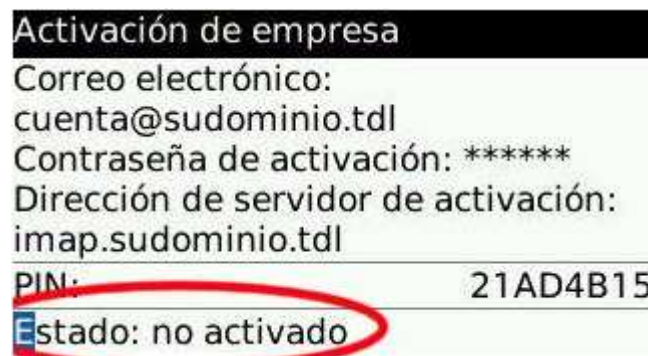 Activación de empresa
Correo electrónico:
cuenta@sudominio.tdl
Contraseña de activación: ******
Dirección de servidor de activación:
imap.sudominio.tdl
PIN: 21AD4B15
Estado: no activado